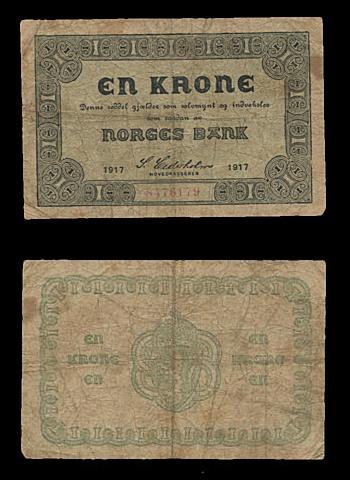 EN KRONE
Denne seddel gjælder som sølvmynt og indveksles
som saadan av
NORGES BANK
1917 1917
HOVEDKASSERER
EN EN
KRONE KRONE
EN EN